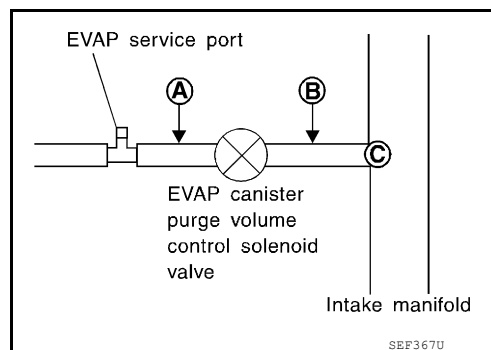 EVAP service port
A
B
C
EVAP canister
purge volume
control solenoid
valve
Intake manifold
SEF367U